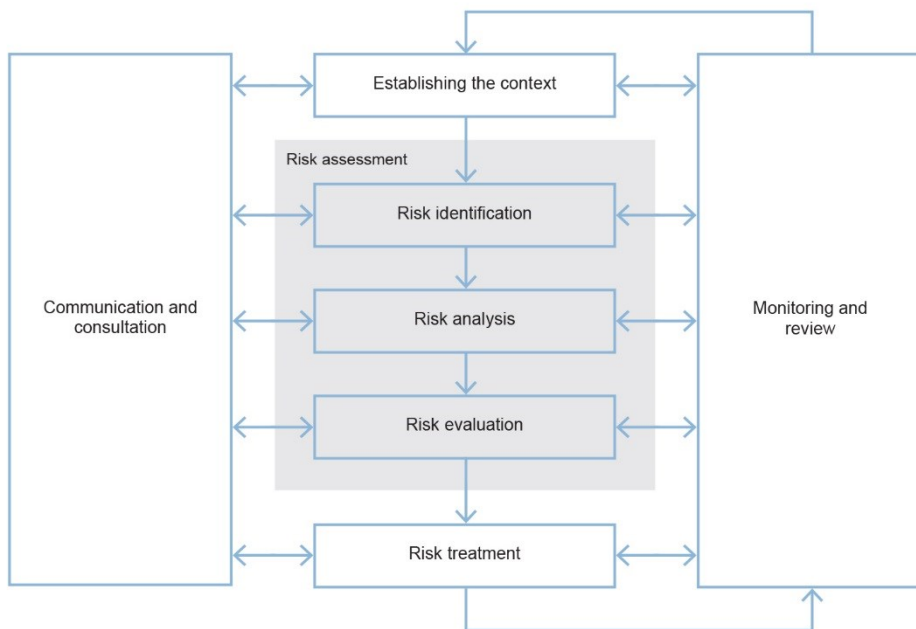 Establishing the context
Risk assessment
Risk identification
Communication and
consultation
Risk analysis
Monitoring and
review
Risk evaluation
Risk treatment